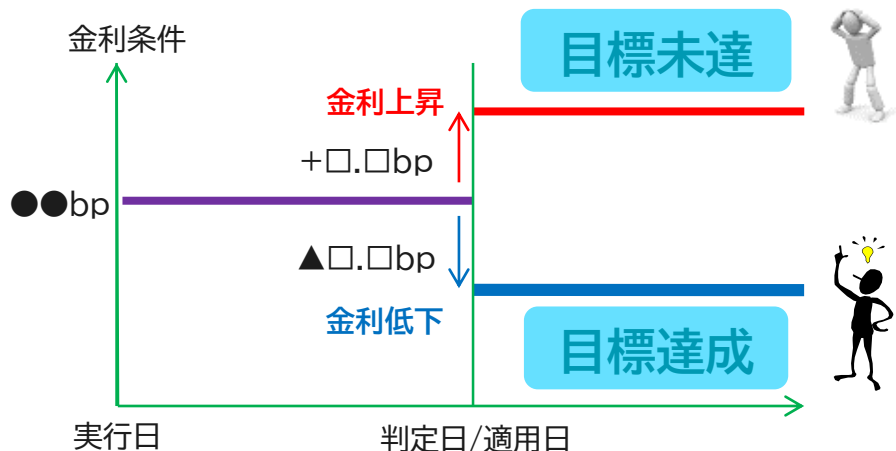 金利条件
目標未達
金利上昇
+□.□bp
●●bp
▲□.□bp
金利低下
目標達成
実行日
判定日/適用日